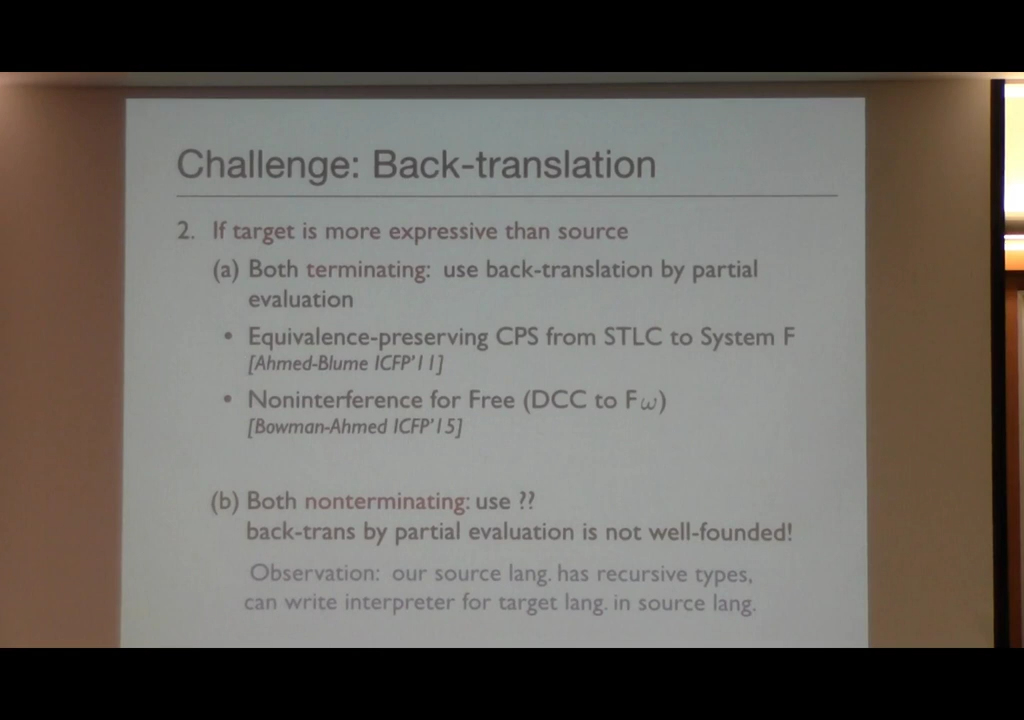 Challenge: Back-translation
2. If target is more expressive than source
(a) Both terminating: use back-translation by partial
evaluation
• Equivalence-preserving CPS from STLC to System F
[Ahmed-Blume ICFP'11]
• Noninterference for Free (DCC to Fω)
[Bowman-Ahmed ICFP'15]
(b) Both nonterminating: use ??
back-trans by partial evaluation is not well-founded!
Observation: our source lang. has recursive types,
can write interpreter for target lang. in source lang.